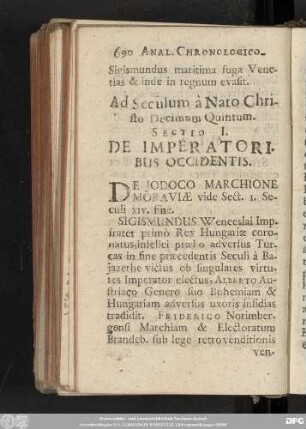 690 ANAL. CHRONOLOGICO-
Sigismundus maritima fuga Vene-
tias & inde in regnum evasit.
Ad Seculum à Nato Chri-
sto Decimum Quintum.
SECTIO I.
DE IMPERATORI-
BUS OCCIDENTIS.
DE JODOCO MARCHIONE
MORAVIÆ vide Sect. 1. Se-
culi XIV. Fine.
SIGISMUNDUS Wenceslai Imp.
frater primò Rex Hungariæ coro-
natus, infelici prælio adversus Tur-
cas in fine præcedentis Seculi à Ba-
jazethe victus ob singulares virtu-
tes Imperator electus, ALBERTO Au-
striaco Genero suo Bohemiam &
Hungariam adversus uxoris insidias
tradidit. FRIDERICO Norimber-
gensi Marchiam & Electoratum
Brandeb. sub lege retrovenditionis
ven-